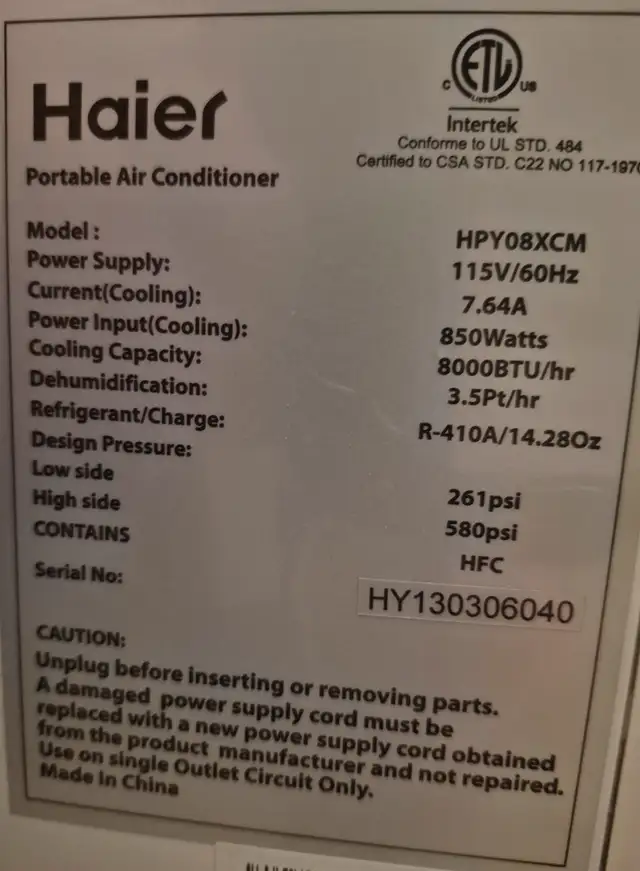 Haier
C ETL US
LISTED
Intertek
Conforme to UL STD. 484
Certified to CSA STD. C22 NO 117-1970
Portable Air Conditioner
Model : HPY08XCM
Power Supply: 115V/60Hz
Current(Cooling): 7.64A
Power Input(Cooling): 850Watts
Cooling Capacity: 8000BTU/hr
Dehumidification: 3.5Pt/hr
Refrigerant/Charge: R-410A/14.28Oz
Design Pressure:
Low side 261psi
High side 580psi
CONTAINS HFC
Serial No: HY130306040
CAUTION:
Unplug before inserting or removing parts.
A damaged power supply cord must be
replaced with a new power supply cord obtained
from the product manufacturer and not repaired.
Use on single Outlet Circuit Only.
Made In China